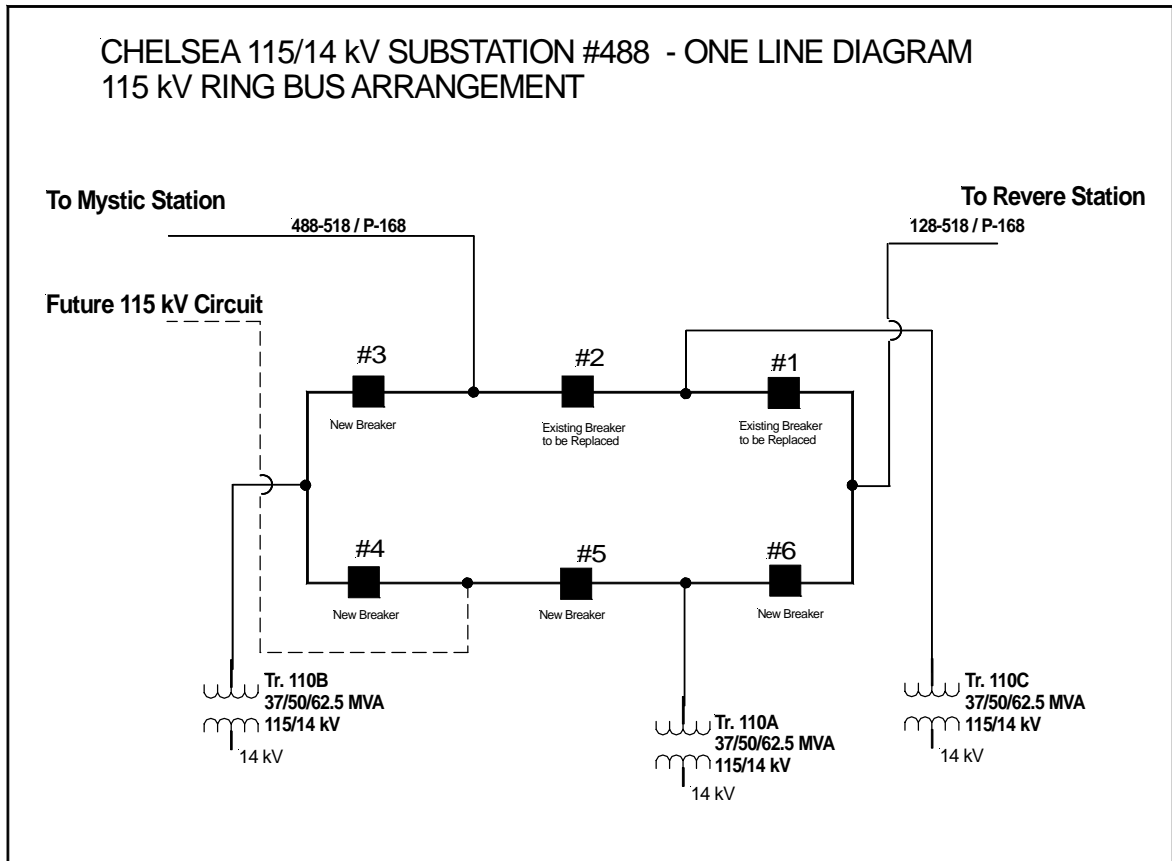 CHELSEA 115/14 kV SUBSTATION #488 - ONE LINE DIAGRAM
115 kV RING BUS ARRANGEMENT
To Mystic Station
488-518 / P-168
To Revere Station
128-518 / P-168
Future 115 kV Circuit
#3
New Breaker
#2
Existing Breaker
to be Replaced
#1
Existing Breaker
to be Replaced
#4
New Breaker
#5
New Breaker
#6
New Breaker
Tr. 110B
37/50/62.5 MVA
115/14 kV
14 kV
Tr. 110A
37/50/62.5 MVA
115/14 kV
14 kV
Tr. 110C
37/50/62.5 MVA
115/14 kV
14 kV